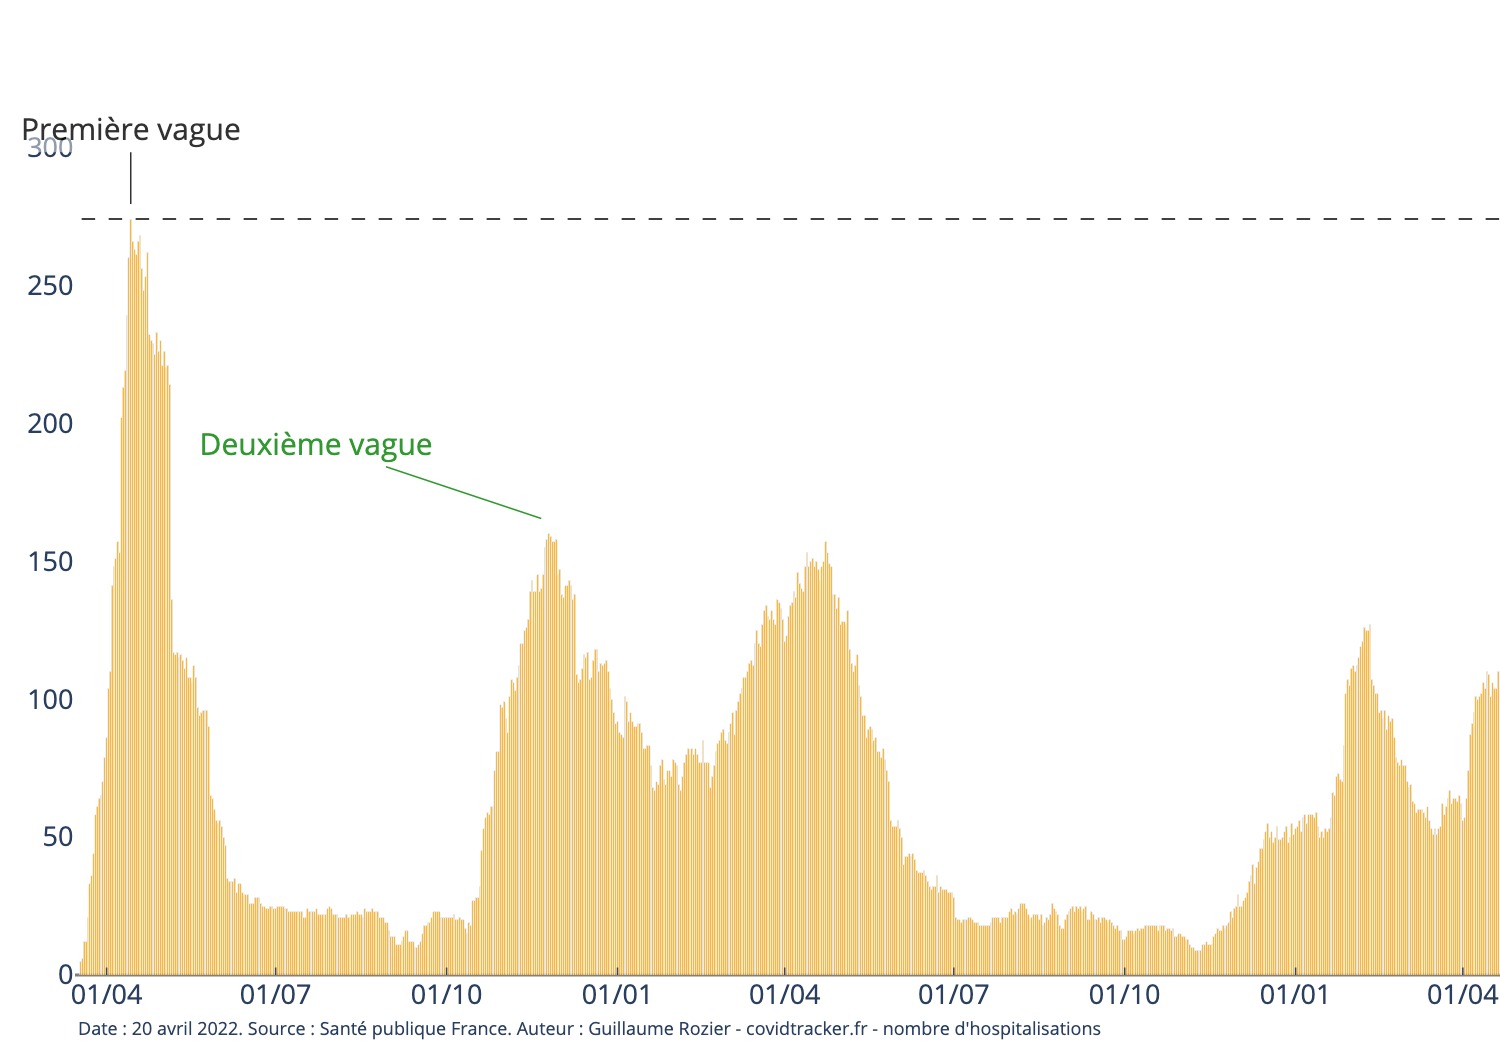 Première vague
300
250
200
Deuxième vague
150
100
50
0
01/04 01/07 01/10 01/01 01/04 01/07 01/10 01/01 01/04
Date : 20 avril 2022. Source : Santé publique France. Auteur : Guillaume Rozier - covidtracker.fr - nombre d'hospitalisations